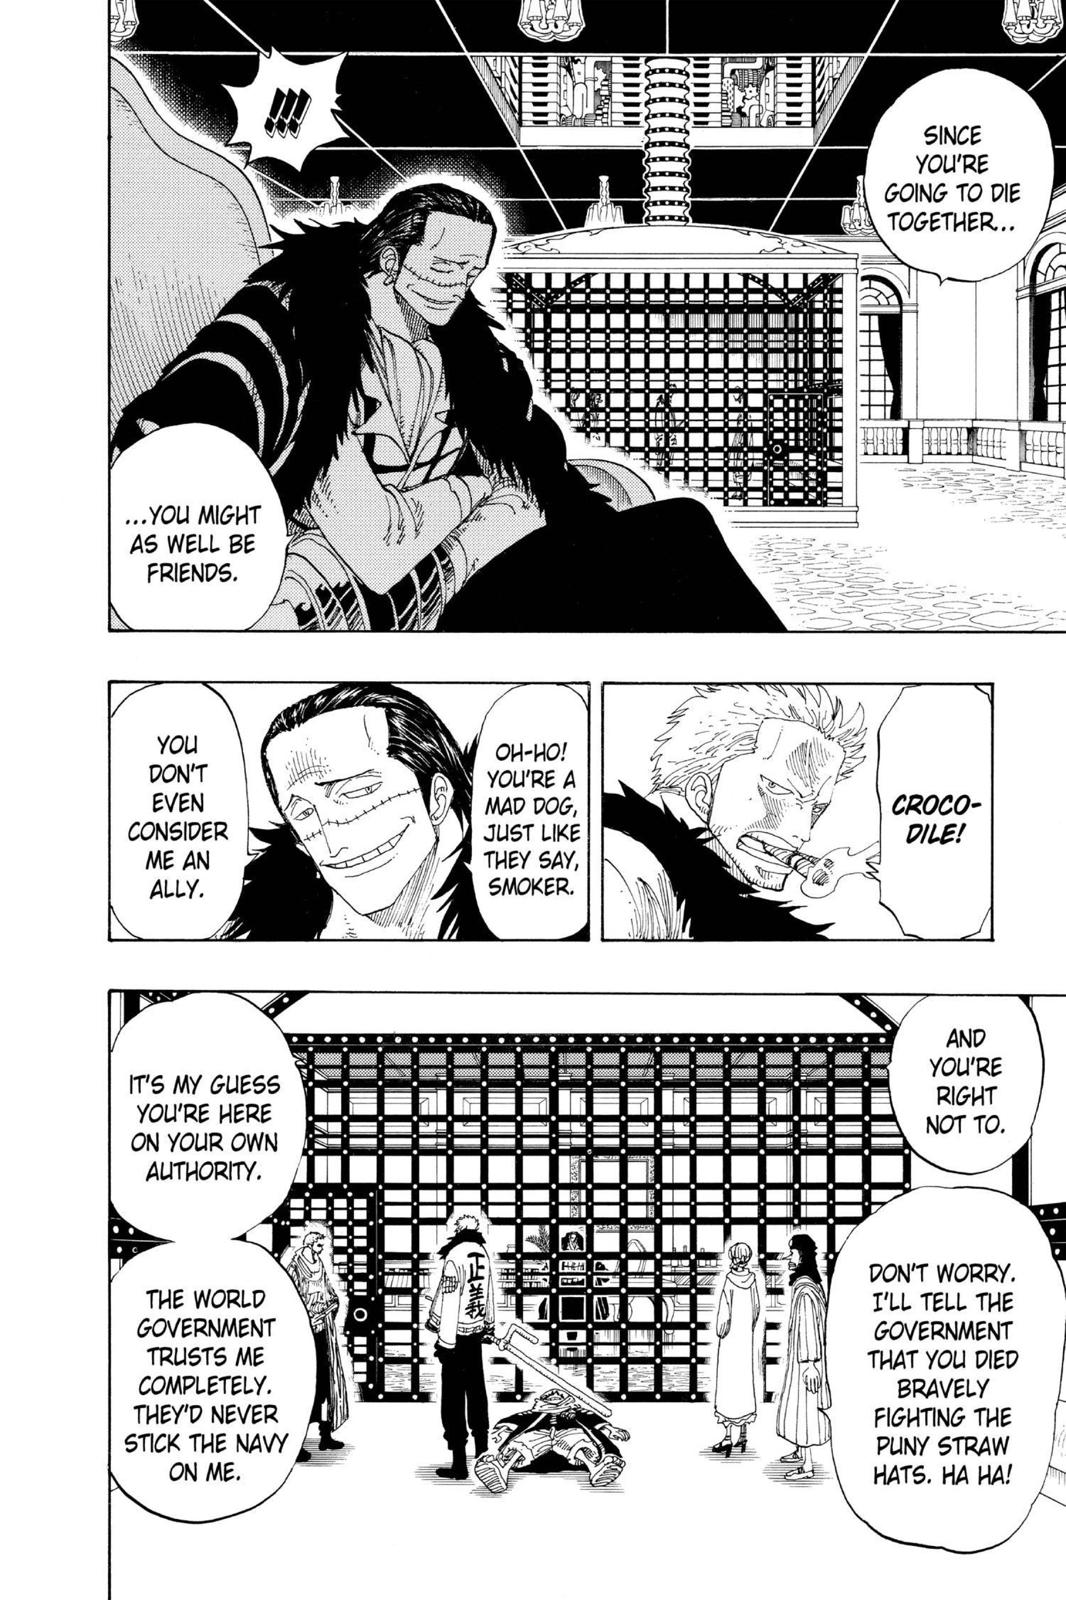 !!!
SINCE
YOU'RE
GOING TO DIE
TOGETHER...
...YOU MIGHT
AS WELL BE
FRIENDS.
CROCO-
DILE!
OH-HO!
YOU'RE A
MAD DOG,
JUST LIKE
THEY SAY,
SMOKER.
YOU
DON'T
EVEN
CONSIDER
ME AN
ALLY.
AND
YOU'RE
RIGHT
NOT TO.
IT'S MY GUESS
YOU'RE HERE
ON YOUR OWN
AUTHORITY.
THE WORLD
GOVERNMENT
TRUSTS ME
COMPLETELY.
THEY'D NEVER
STICK THE NAVY
ON ME.
DON'T WORRY.
I'LL TELL THE
GOVERNMENT
THAT YOU DIED
BRAVELY
FIGHTING THE
PUNY STRAW
HATS. HA HA!
正義